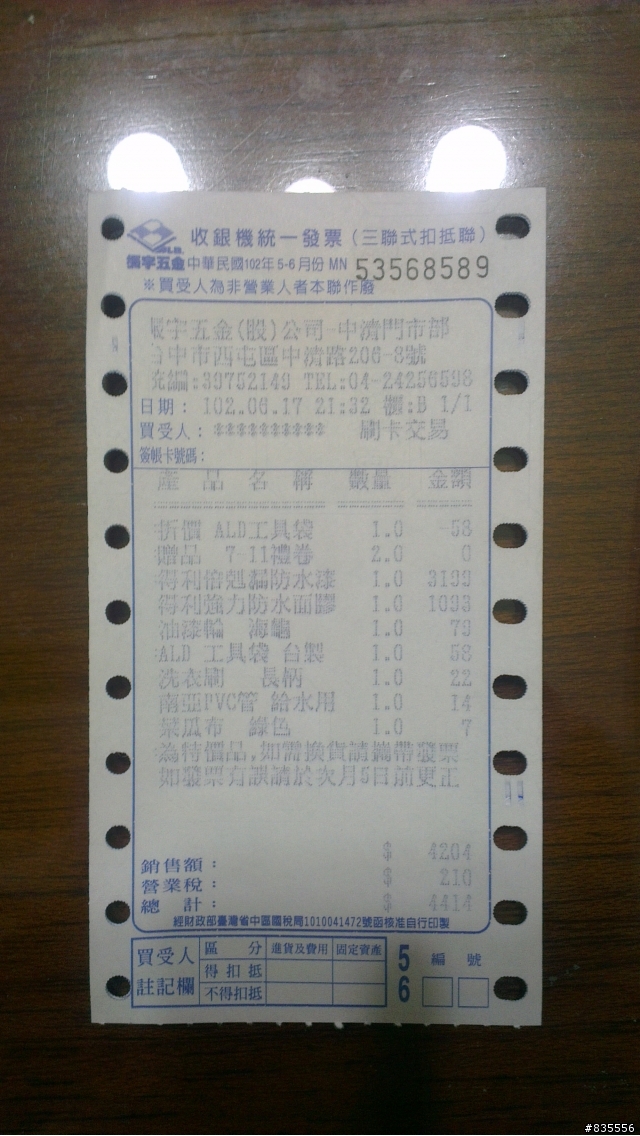 收銀機統一發票(三聯式扣抵聯)
振宇五金 中華民國102年5-6月份 MN 53568589
※買受人為非營業人者本聯作廢
振宇五金(股)公司-中清門市部
台中市西屯區中清路206-8號
統編:39752149 TEL:04-24256598
日期: 102.06.17 21:32 櫃:B 1/1
買受人: ********** 刷卡交易
簽帳卡號碼:
產 品 名 稱 數量 金額
折價 ALD工具袋 1.0 -58
贈品 7-11禮卷 2.0 0
得利倍剋漏防水漆 1.0 3199
得利強力防水面膠 1.0 1093
油漆輪 海龜 1.0 79
ALD 工具袋 台製 1.0 58
洗衣刷 長柄 1.0 22
南亞PVC管 給水用 1.0 14
菜瓜布 綠色 1.0 7
為特價品,如需換貨請攜帶發票
如發票有誤請於次月5日前更正
銷售額: $ 4204
營業稅: $ 210
總 計: $ 4414
經財政部臺灣省中區國稅局1010041472號函核准自行印製
買受人註記欄 區 分 進貨及費用 固定資產
得 扣 抵
不得扣抵
5 6 編 號
#835556